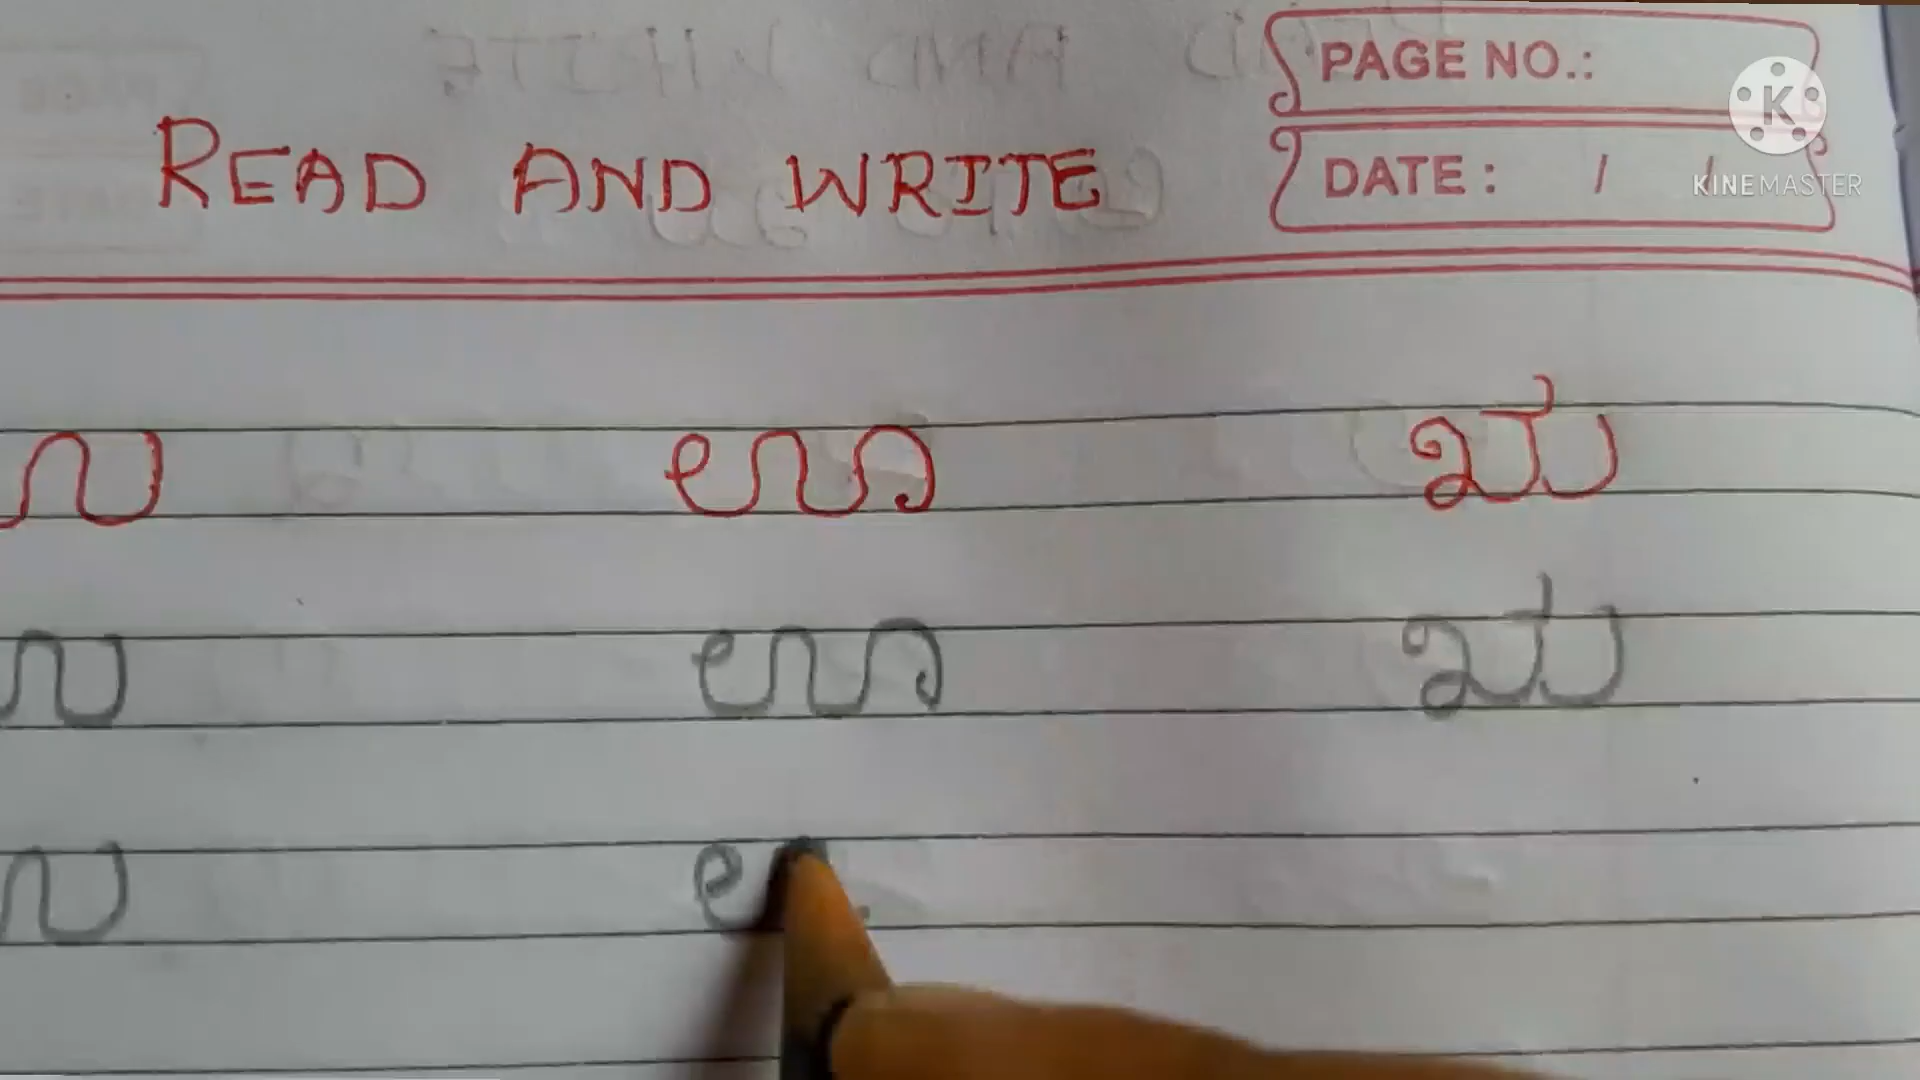 PAGE NO.:
KINEMASTER
READ AND WRITE
DATE: / /
ಉ ಊ ಋ
ಉ ಊ ಋ
ಉ